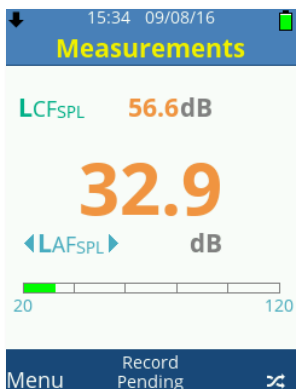 15:34 09/08/16
Measurements
LCFSPL 56.6dB
32.9
LAFSPL dB
20 120
Record
Menu Pending